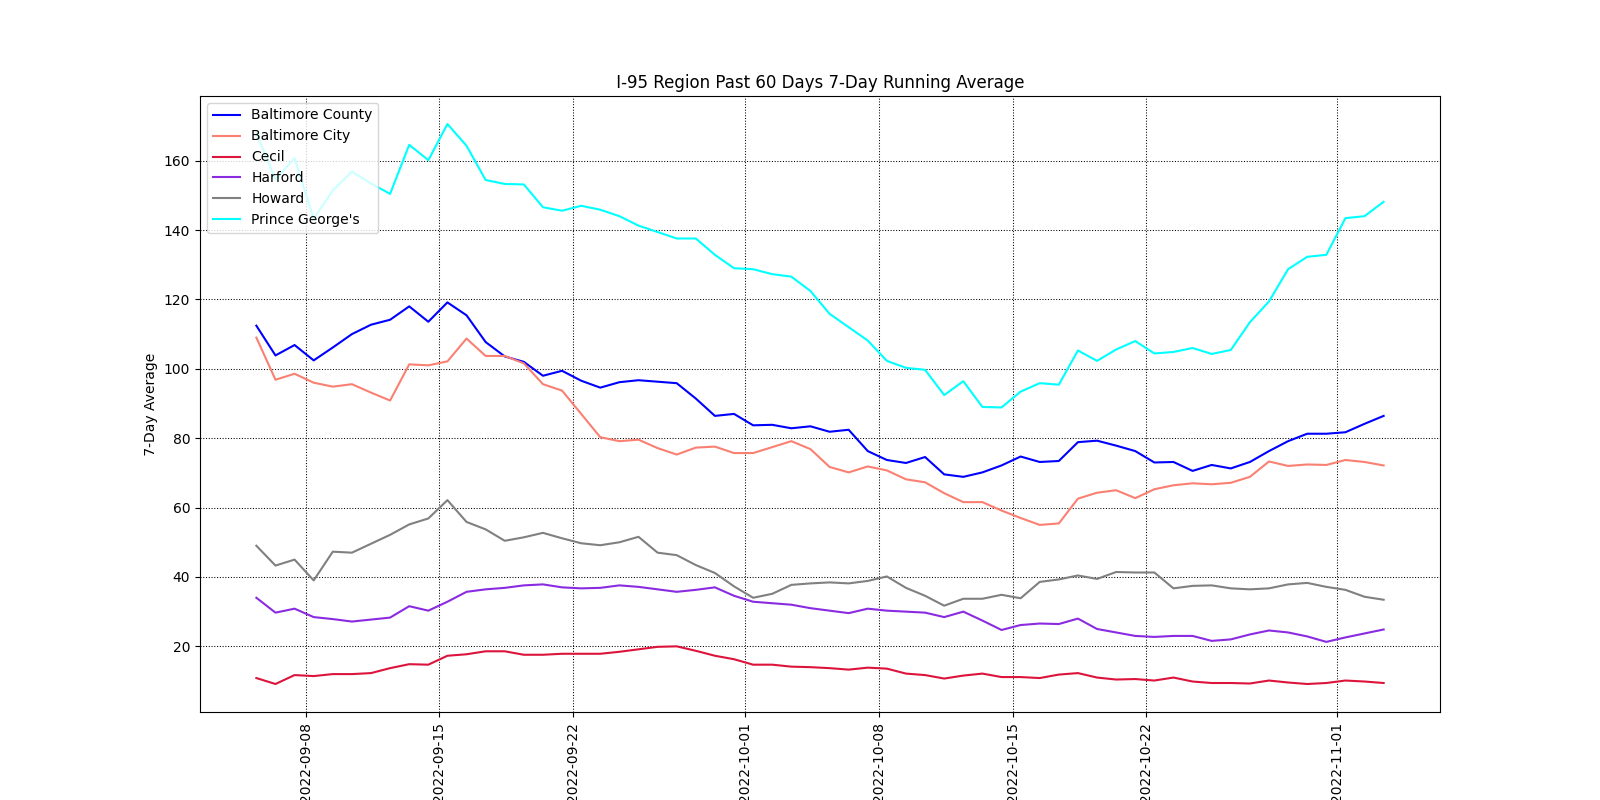 I-95 Region Past 60 Days 7-Day Running Average
Baltimore County
Baltimore City
Cecil
Harford
Howard
Prince George's
7-Day Average
160
140
120
100
80
60
40
20
2022-09-08
2022-09-15
2022-09-22
2022-10-01
2022-10-08
2022-10-15
2022-10-22
2022-11-01